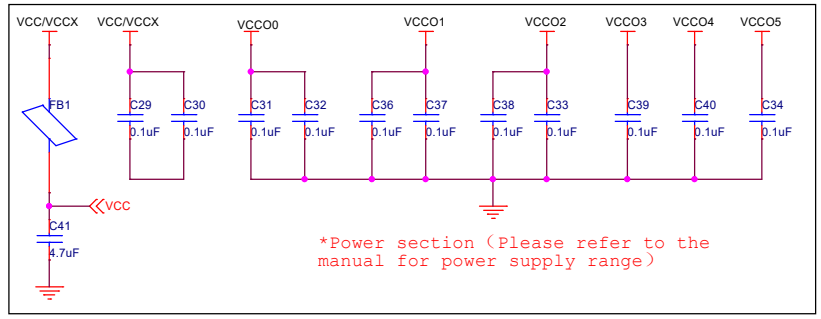 VCC/VCCX VCC/VCCX VCCO0 VCCO1 VCCO2 VCCO3 VCCO4 VCCO5
FB1 C29 C30 C31 C32 C36 C37 C38 C33 C39 C40 C34
0.1uF 0.1uF 0.1uF 0.1uF 0.1uF 0.1uF 0.1uF 0.1uF 0.1uF 0.1uF 0.1uF
VCC
C41
4.7uF
*Power section（Please refer to the
manual for power supply range）